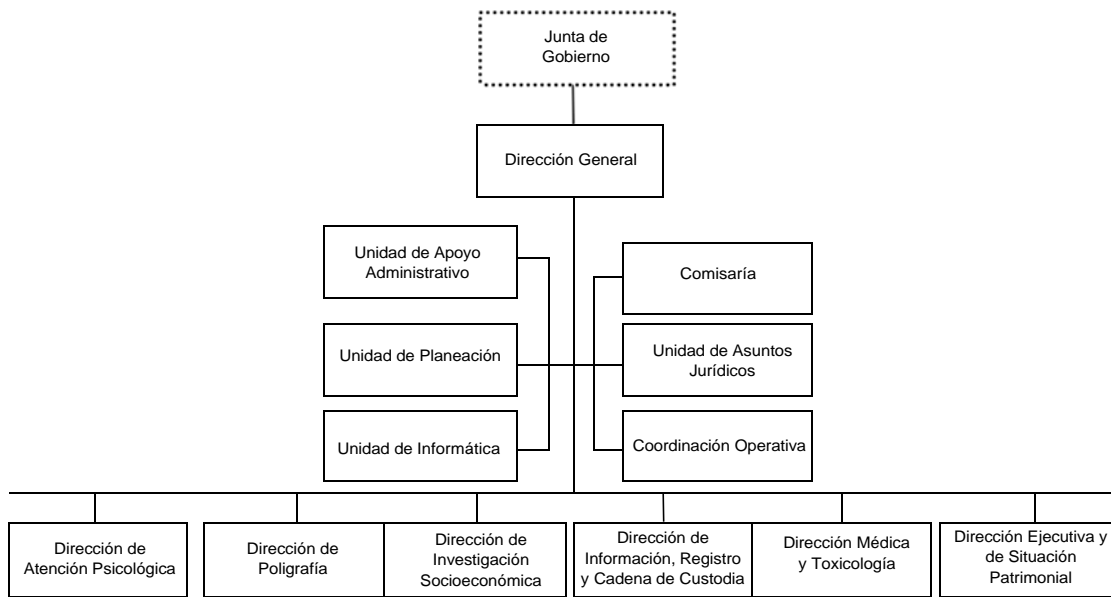 Junta de
Gobierno
Dirección General
Unidad de Apoyo
Administrativo
Comisaría
Unidad de Planeación
Unidad de Asuntos
Jurídicos
Unidad de Informática
Coordinación Operativa
Dirección de
Atención Psicológica
Dirección de
Poligrafía
Dirección de
Investigación
Socioeconómica
Dirección de
Información, Registro
y Cadena de Custodia
Dirección Médica
y Toxicología
Dirección Ejecutiva y
de Situación
Patrimonial